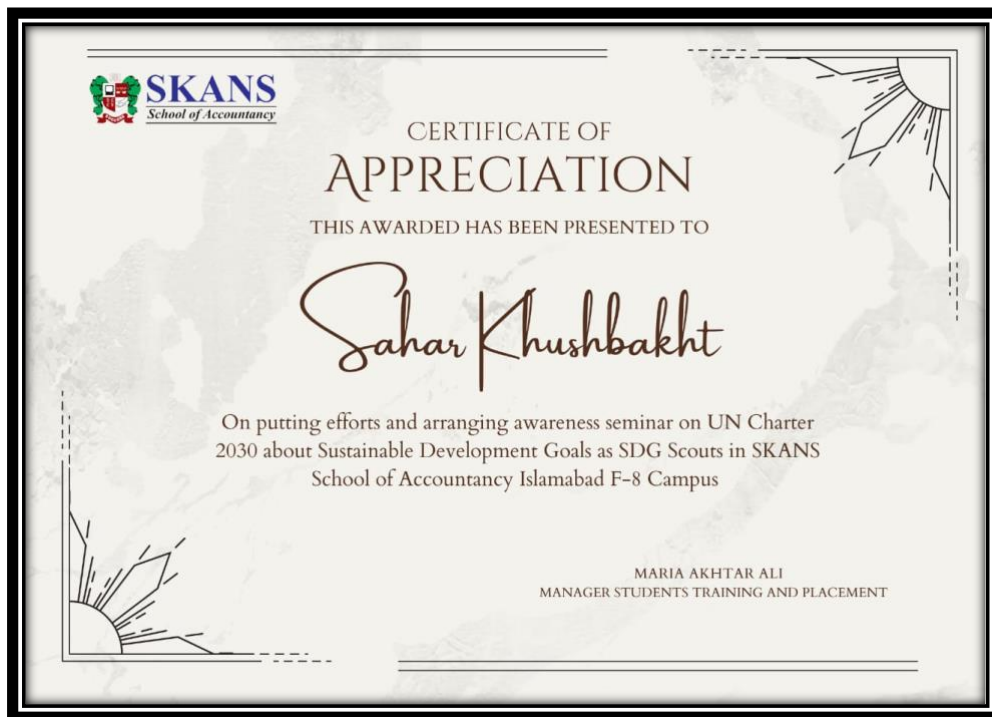 SKANS
School of Accountancy
CERTIFICATE OF
APPRECIATION
THIS AWARDED HAS BEEN PRESENTED TO
Sahar Khushbakht
On putting efforts and arranging awareness seminar on UN Charter
2030 about Sustainable Development Goals as SDG Scouts in SKANS
School of Accountancy Islamabad F-8 Campus
MARIA AKHTAR ALI
MANAGER STUDENTS TRAINING AND PLACEMENT